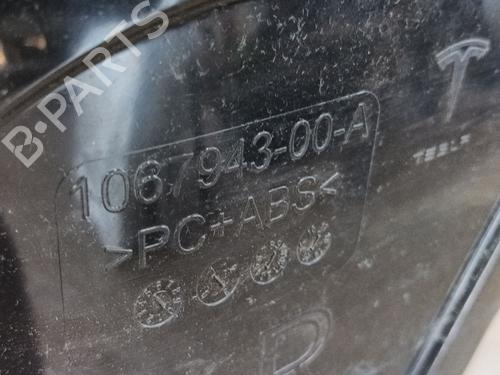 B-PARTS
1067943-00-A
>PC+ABS<
TESLA
R